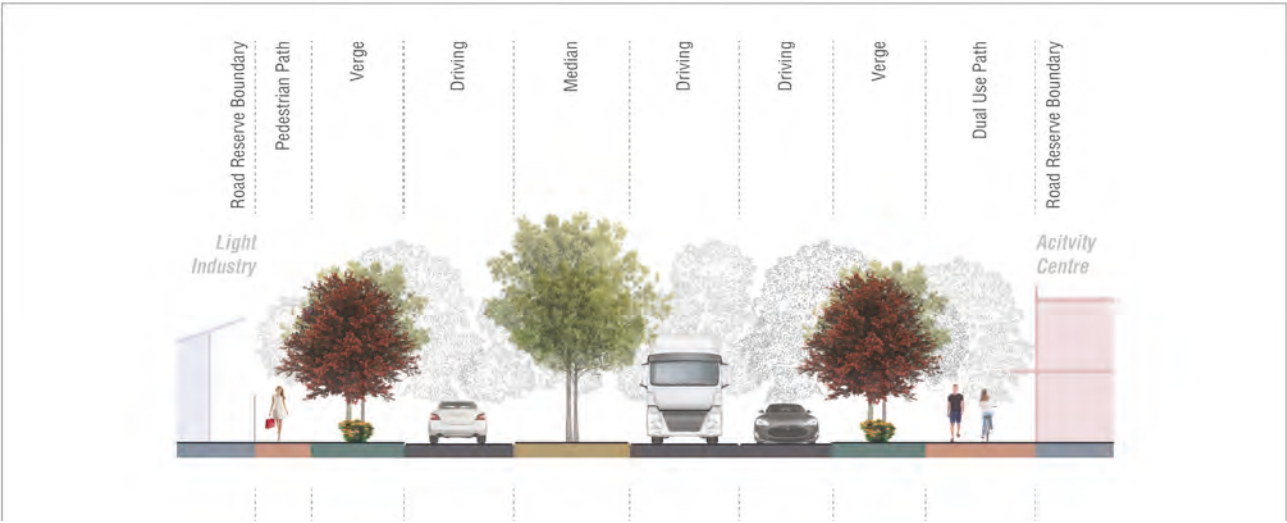 Road Reserve Boundary
Pedestrian Path
Verge
Driving
Median
Driving
Driving
Verge
Dual Use Path
Road Reserve Boundary
Light
Industry
Acitvity
Centre